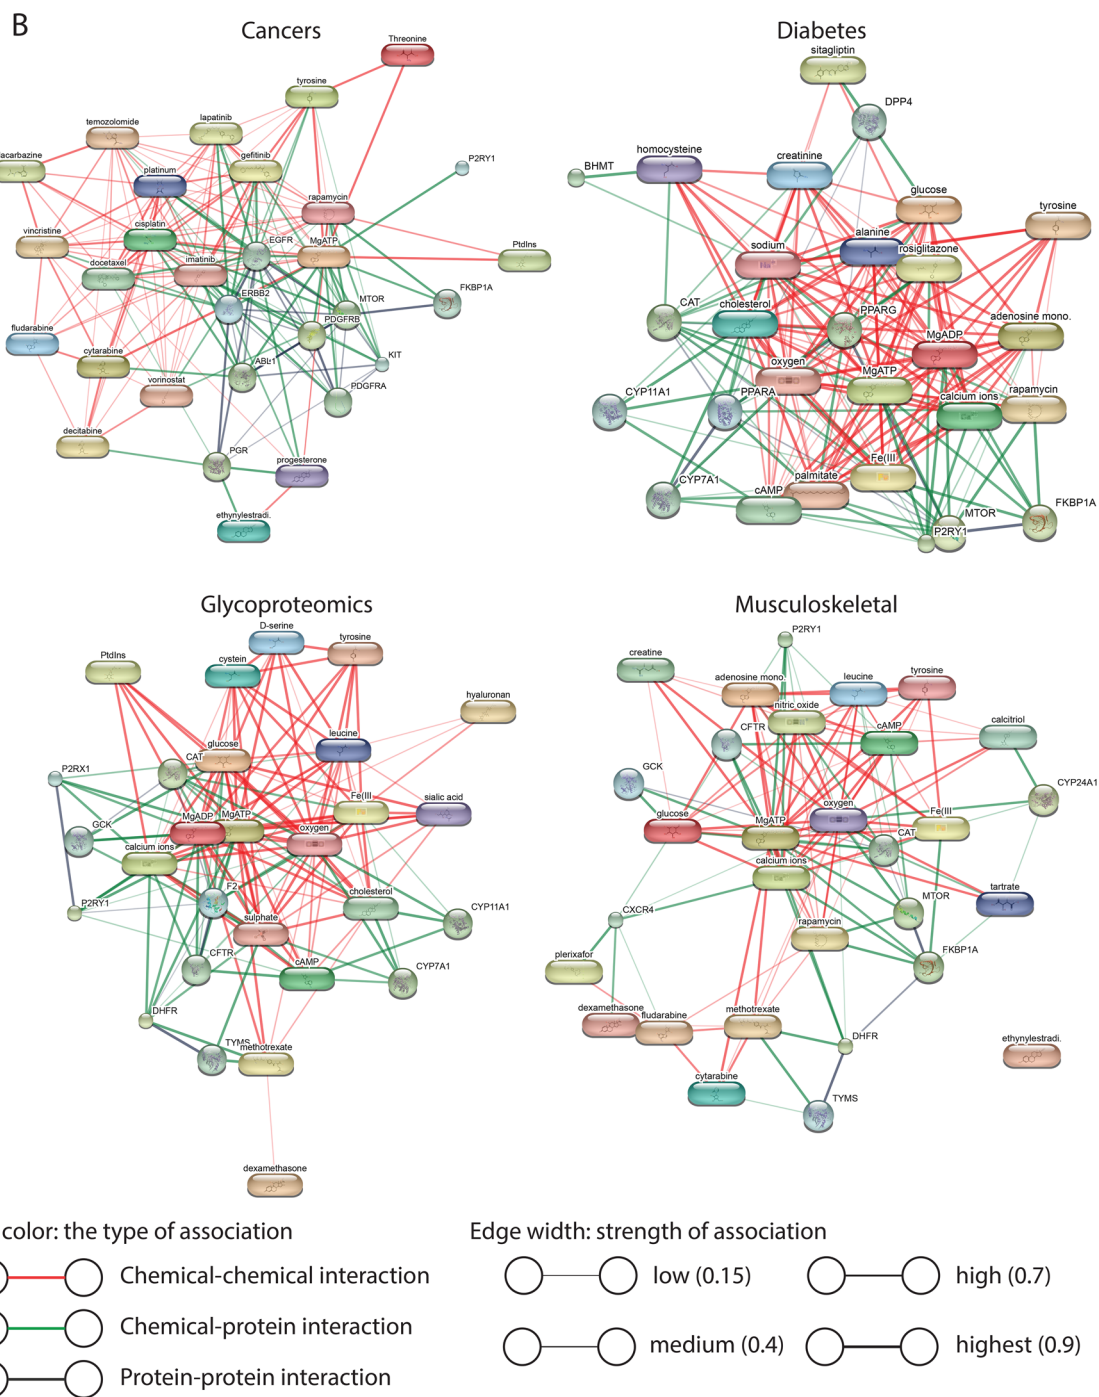 B
Cancers
Threonine
tyrosine
temozolomide
lapatinib
acarbazine
platinum
gefitinib
P2RY1
rapamycin
vincristine
cisplatin
EGFR
MgATP
PtdIns
docetaxel
imatinib
ERBB2
MTOR
FKBP1A
PDGFRB
fludarabine
cytarabine
ABL1
KIT
vorinostat
PDGFRA
decitabine
PGR
progesterone
ethynylestradi.
Diabetes
sitagliptin
DPP4
homocysteine
creatinine
BHMT
glucose
tyrosine
alanine
sodium
rosiglitazone
CAT
cholesterol
PPARG
adenosine mono.
MgADP
oxygen
MgATP
CYP11A1
PPARA
calcium ions
rapamycin
Fe(III
CYP7A1
cAMP
palmitate
MTOR
FKBP1A
P2RY1
Glycoproteomics
D-serine
tyrosine
PtdIns
cystein
hyaluronan
leucine
glucose
CAT
P2RX1
Fe(III
sialic acid
GCK
MgADP
MgATP
oxygen
calcium ions
F2
cholesterol
P2RY1
sulphate
CYP11A1
CFTR
cAMP
CYP7A1
DHFR
TYMS
methotrexate
dexamethasone
Musculoskeletal
P2RY1
creatine
adenosine mono.
leucine
tyrosine
nitric oxide
CFTR
cAMP
calcitriol
GCK
CYP24A1
glucose
MgATP
oxygen
Fe(III
CAT
calcium ions
tartrate
MTOR
CXCR4
rapamycin
FKBP1A
plerixafor
dexamethasone
fludarabine
methotrexate
DHFR
ethynylestradi.
cytarabine
TYMS
color: the type of association
Chemical-chemical interaction
Chemical-protein interaction
Protein-protein interaction
Edge width: strength of association
low (0.15)
high (0.7)
medium (0.4)
highest (0.9)